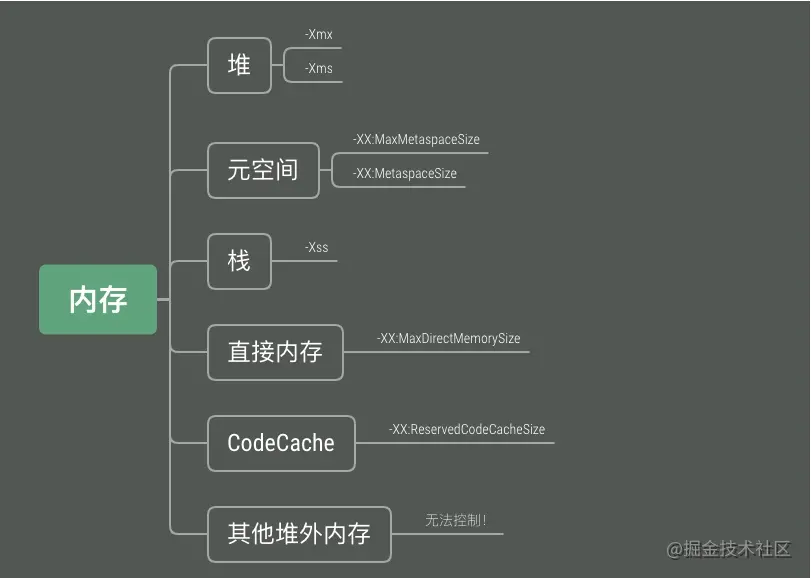 -Xmx
堆
-Xms
-XX:MaxMetaspaceSize
元空间
-XX:MetaspaceSize
-Xss
栈
内存
直接内存
-XX:MaxDirectMemorySize
CodeCache
-XX:ReservedCodeCacheSize
其他堆外内存
无法控制！
@掘金技术社区